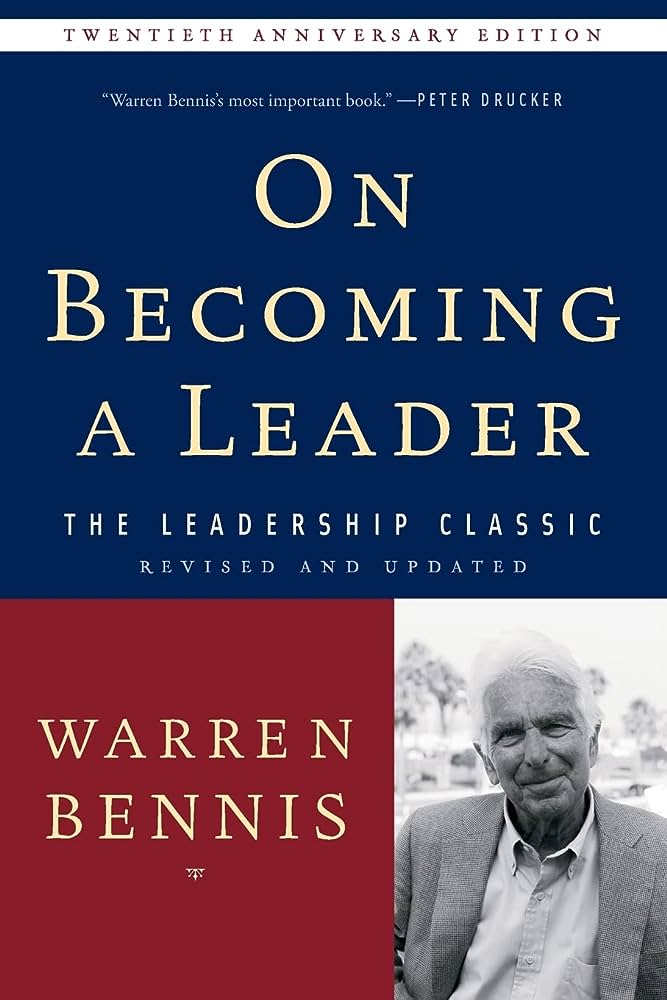 TWENTIETH ANNIVERSARY EDITION
“Warren Bennis’s most important book.” —PETER DRUCKER
ON
BECOMING
A LEADER
THE LEADERSHIP CLASSIC
REVISED AND UPDATED
WARREN
BENNIS